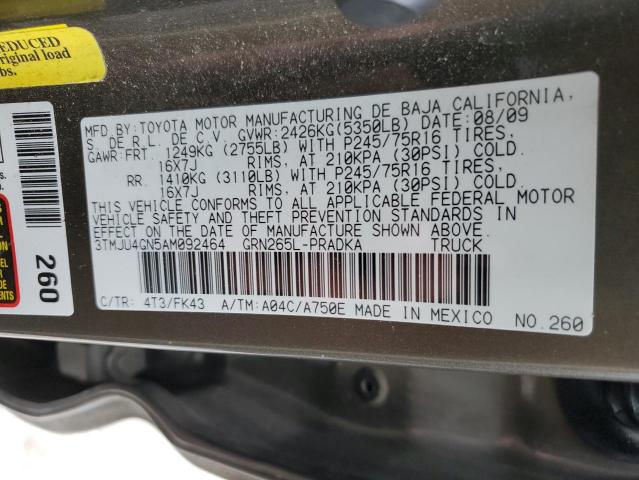 EDUCED
riginal load
bs.
MFD. BY:TOYOTA MOTOR MANUFACTURING DE BAJA CALIFORNIA,
S. DE R.L. DE C.V. GVWR:2426KG(5350LB) DATE:08/09
GAWR:FRT. 1249KG (2755LB) WITH P245/75R16 TIRES,
16X7J RIMS, AT 210KPA (30PSI) COLD.
RR. 1410KG (3110LB) WITH P245/75R16 TIRES,
16X7J RIMS, AT 210KPA (30PSI) COLD.
THIS VEHICLE CONFORMS TO ALL APPLICABLE FEDERAL MOTOR
VEHICLE SAFETY AND THEFT PREVENTION STANDARDS IN
EFFECT ON THE DATE OF MANUFACTURE SHOWN ABOVE.
3TMJU4GN5AM092464 GRN265L-PRADKA TRUCK
C/TR: 4T3/FK43 A/TM:A04C/A750E MADE IN MEXICO NO.260
260